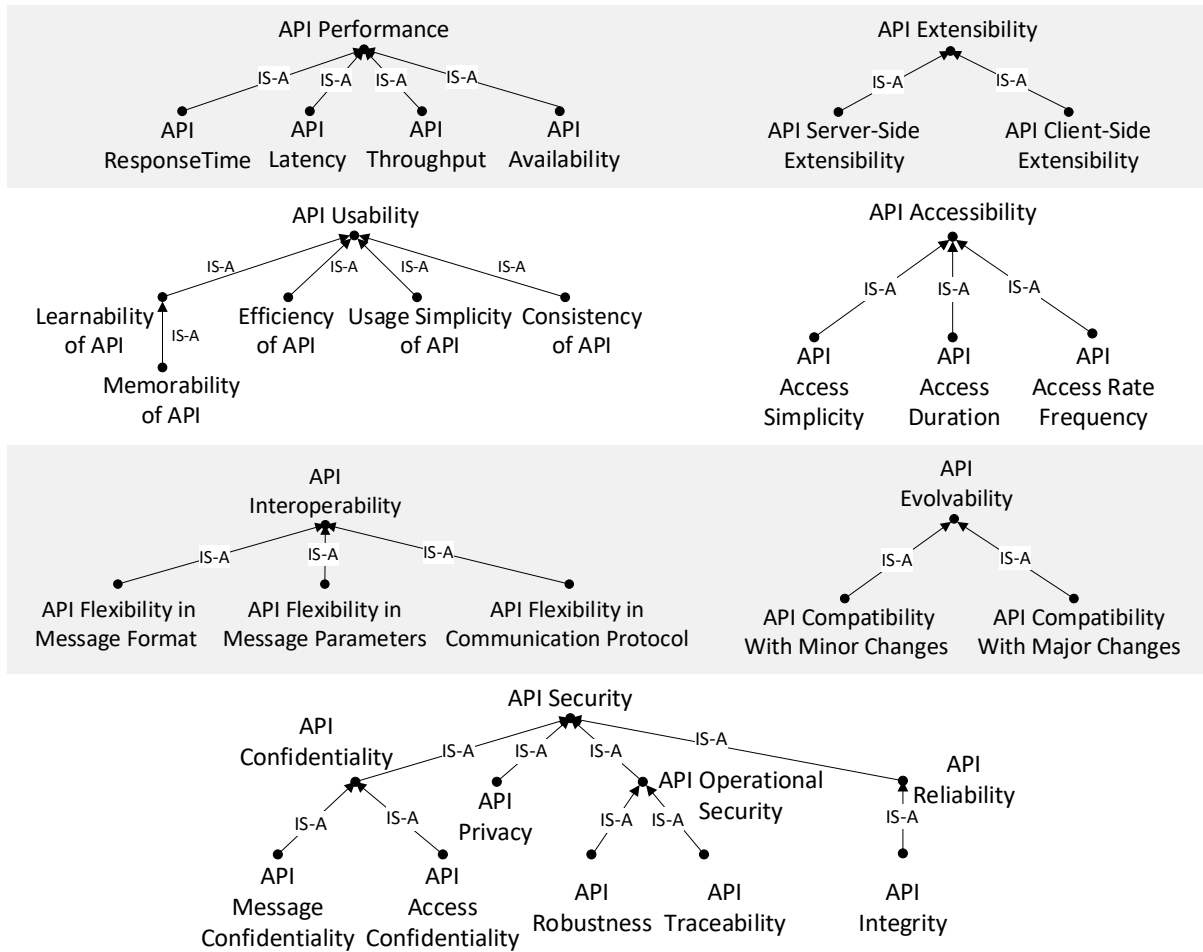 API Performance
IS-A
IS-A
IS-A
IS-A
API
ResponseTime
API
Latency
API
Throughput
API
Availability
API Extensibility
IS-A
IS-A
API Server-Side
Extensibility
API Client-Side
Extensibility
API Usability
IS-A
IS-A
IS-A
IS-A
Learnability
of API
Efficiency
of API
Usage Simplicity
of API
Consistency
of API
IS-A
Memorability
of API
API Accessibility
IS-A
IS-A
IS-A
API
Access
Simplicity
API
Access
Duration
API
Access Rate
Frequency
API
Interoperability
IS-A
IS-A
IS-A
API Flexibility in
Message Format
API Flexibility in
Message Parameters
API Flexibility in
Communication Protocol
API
Evolvability
IS-A
IS-A
API Compatibility
With Minor Changes
API Compatibility
With Major Changes
API Security
IS-A
IS-A
IS-A
IS-A
API
Confidentiality
API
Privacy
API Operational
Security
API
Reliability
IS-A
IS-A
IS-A
IS-A
IS-A
API
Message
Confidentiality
API
Access
Confidentiality
API
Robustness
API
Traceability
API
Integrity